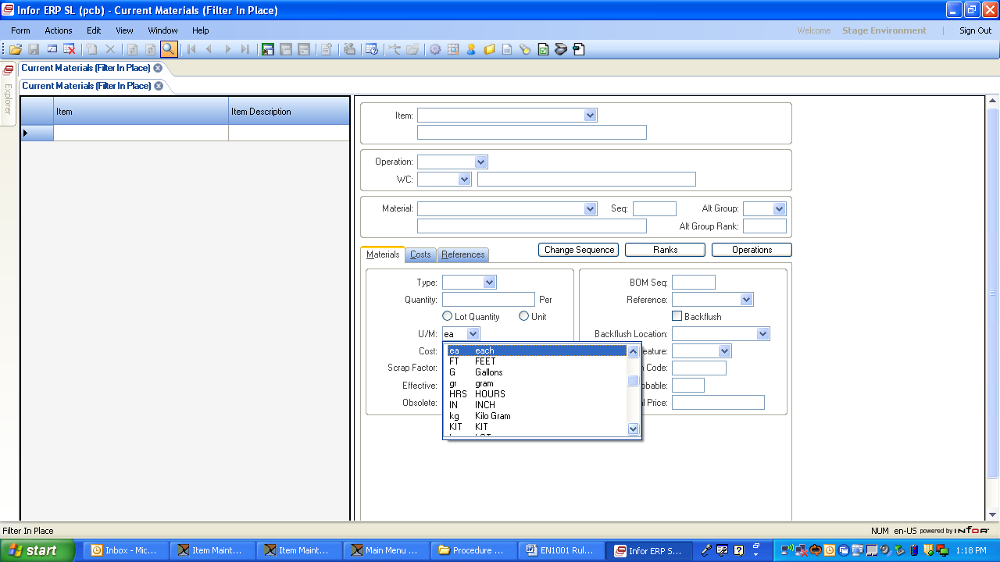 Infor ERP SL (pcb) - Current Materials (Filter In Place)
Form Actions Edit View Window Help
Welcome Stage Environment | Sign Out
Explorer
Current Materials (Filter In Place)
Current Materials (Filter In Place)
Item Item Description
Item:
Operation:
WC:
Material: Seq: Alt Group:
Alt Group Rank:
Materials Costs References Change Sequence Ranks Operations
Type: BOM Seq:
Quantity: Per Reference:
Lot Quantity Unit Backflush
U/M: ea Backflush Location:
Cost: ea each eature:
FT FEET
Scrap Factor: G Gallons Code:
Effective: gr gram bable:
HRS HOURS
Obsolete: IN INCH Price:
kg Kilo Gram
KIT KIT
Filter In Place NUM en-US powered by infor
start Inbox - Mic... Item Maint... Item Maint... Main Menu ... Procedure ... EN1001 Rul... Infor ERP S... 1:18 PM